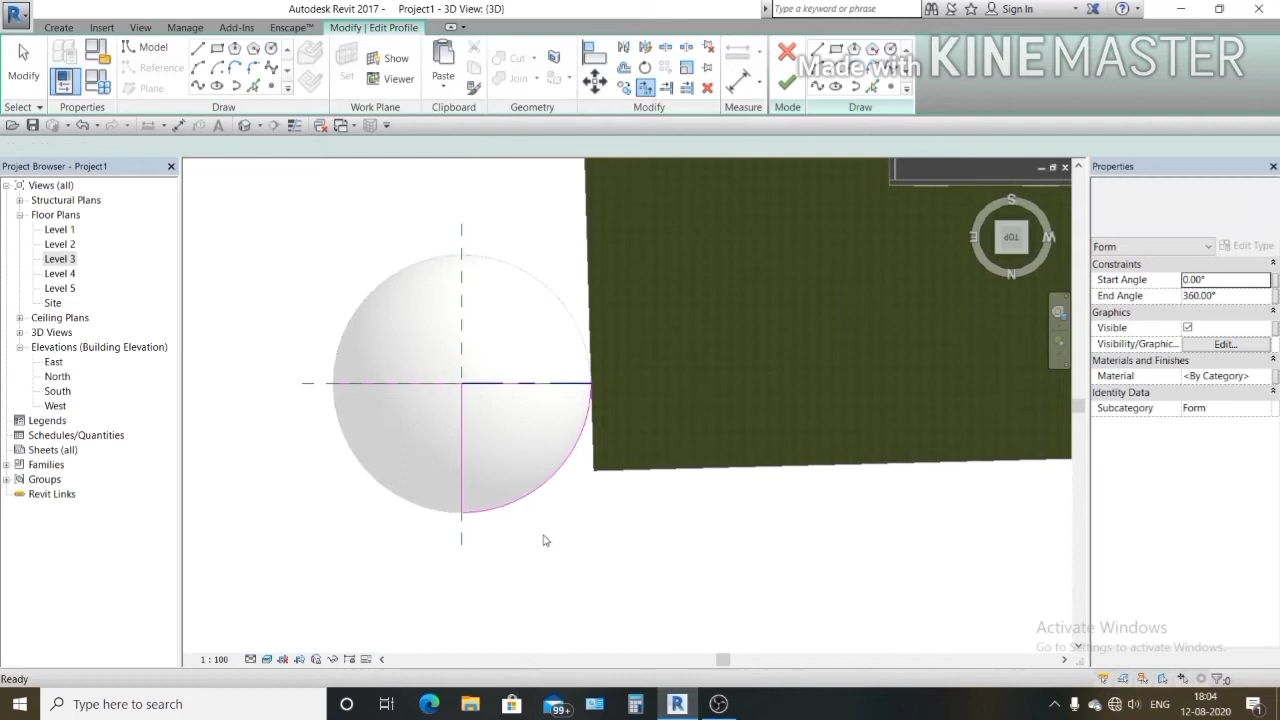 Autodesk Revit 2017 - Project1 - 3D View: {3D}
Type a keyword or phrase
Sign In
File
Create
Insert
View
Manage
Add-Ins
Enscape™
Modify | Edit Profile
Modify
Model
Reference
Plane
Set
Show
Viewer
Paste
Cut
Join
Made with KINEMASTER
Select
Properties
Draw
Work Plane
Clipboard
Geometry
Modify
Measure
Mode
Draw
Project Browser - Project1
Views (all)
Structural Plans
Floor Plans
Level 1
Level 2
Level 3
Level 4
Level 5
Site
Ceiling Plans
3D Views
Elevations (Building Elevation)
East
North
South
West
Legends
Schedules/Quantities
Sheets (all)
Families
Groups
Revit Links
S
E
TOP
W
N
Properties
Form
Edit Type
Constraints
Start Angle 0.00°
End Angle 360.00°
Graphics
Visible
Visibility/Graphic... Edit...
Materials and Finishes
Material <By Category>
Identity Data
Subcategory Form
Activate Windows
Go to Settings to activate Windows.
1 : 100
Ready
:0
Type here to search
99+
ENG
18:04
12-08-2020
1